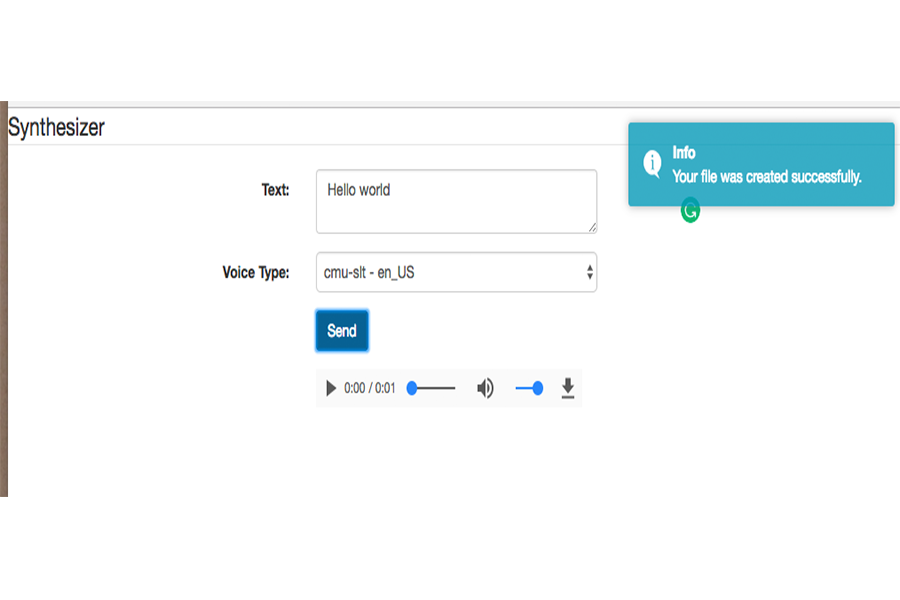 Synthesizer
Info
Your file was created successfully.
Text:
Hello world
Voice Type:
cmu-slt - en_US
Send
0:00 / 0:01